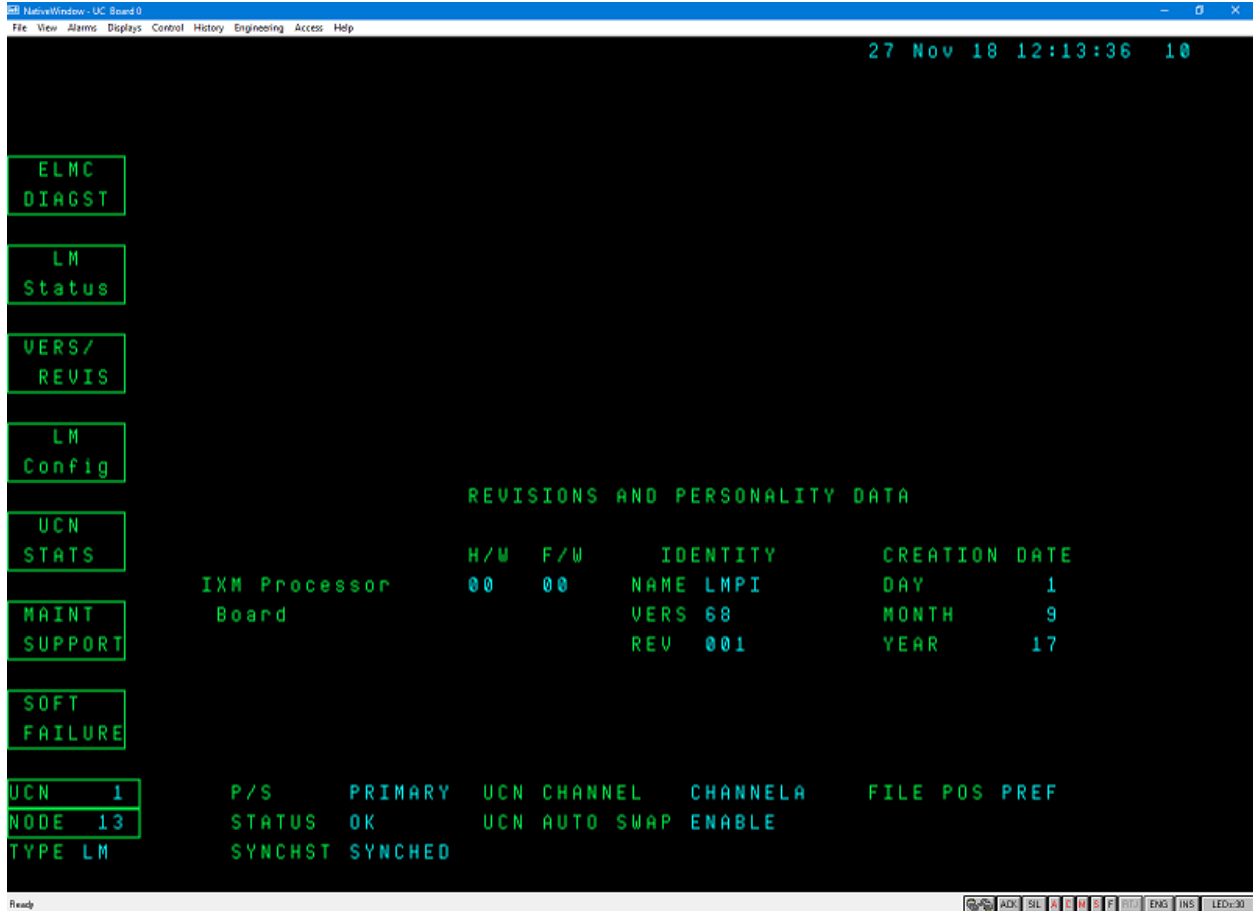 NativeWindow - UC Board 0
File View Alarms Displays Control History Engineering Access Help
27 Nov 18 12:13:36 10
ELMC
DIAGST
LM
Status
VERS/
REVIS
LM
Config
REVISIONS AND PERSONALITY DATA
UCN
STATS H/W F/W IDENTITY CREATION DATE
IXM Processor 00 00 NAME LMPI DAY 1
MAINT Board VERS 68 MONTH 9
SUPPORT REV 001 YEAR 17
SOFT
FAILURE
UCN 1 P/S PRIMARY UCN CHANNEL CHANNELA FILE POS PREF
NODE 13 STATUS OK UCN AUTO SWAP ENABLE
TYPE LM SYNCHST SYNCHED
Ready ACK SIL A C M S F RTJ ENG INS LEDs:30